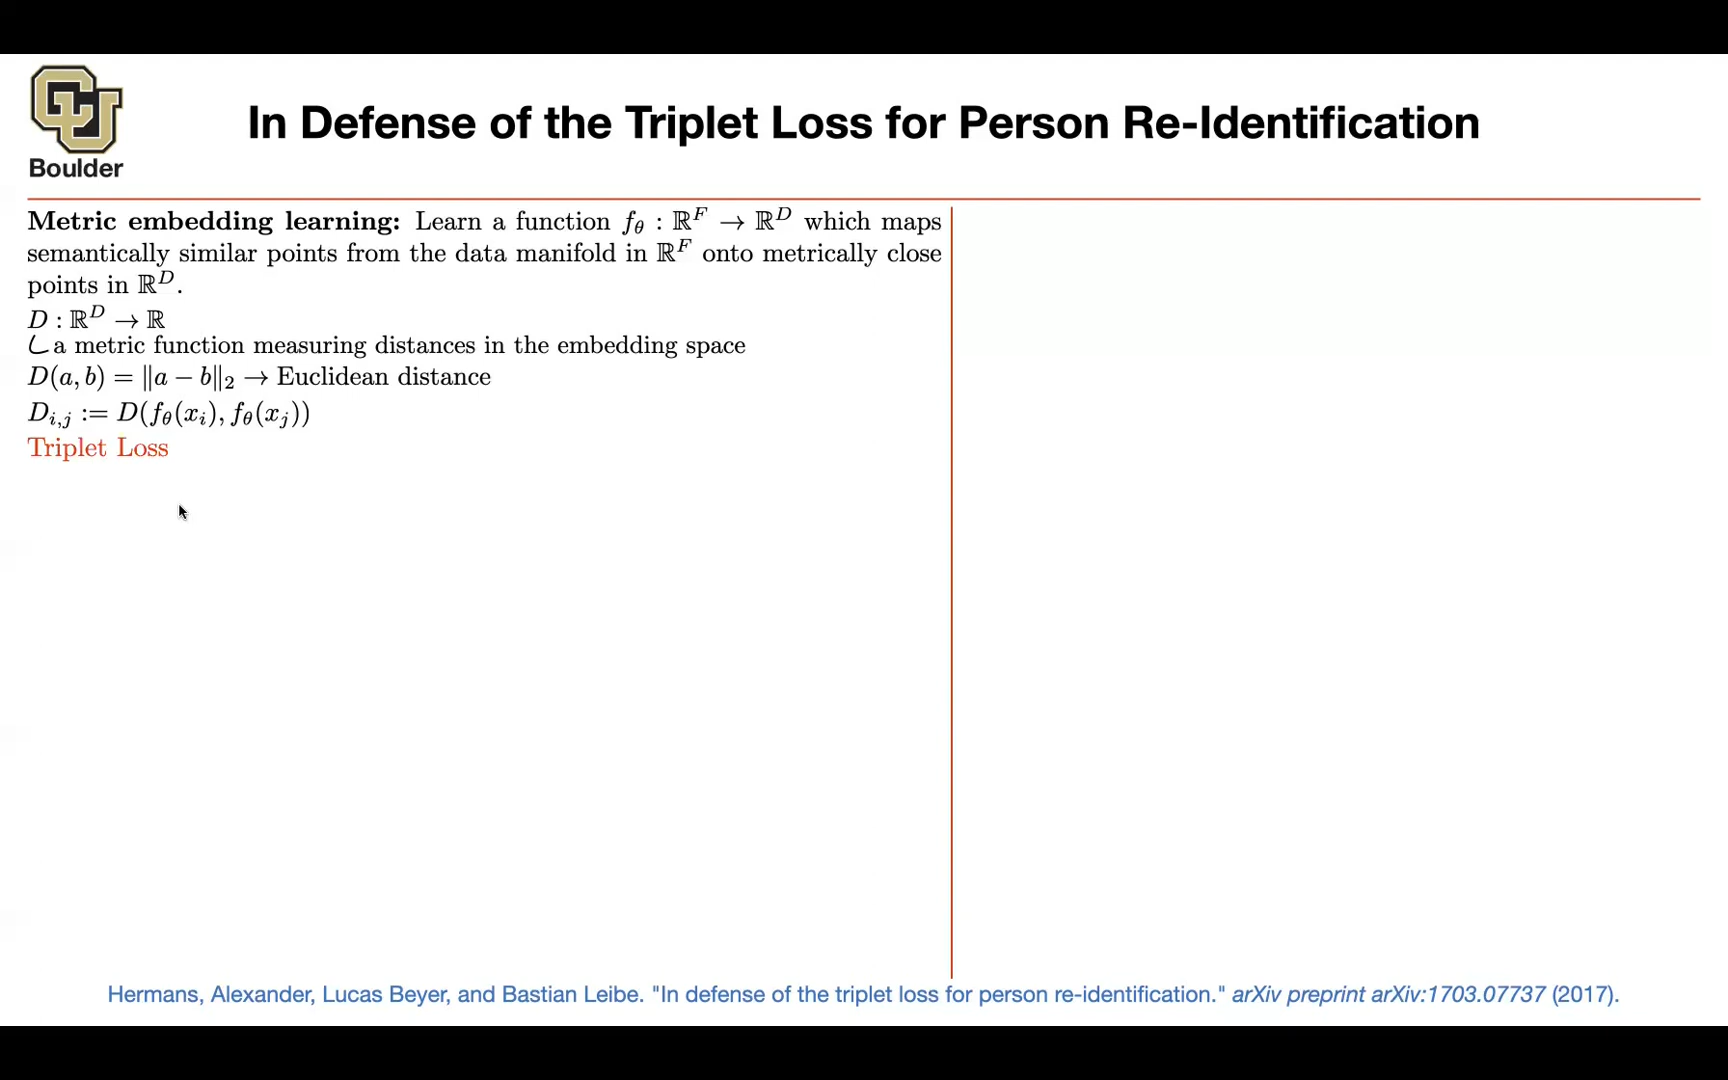 CU
Boulder
In Defense of the Triplet Loss for Person Re-Identification
Metric embedding learning: Learn a function f_θ : ℝ^F → ℝ^D which maps
semantically similar points from the data manifold in ℝ^F onto metrically close
points in ℝ^D.
D : ℝ^D → ℝ
a metric function measuring distances in the embedding space
D(a, b) = ‖a − b‖₂ → Euclidean distance
D_{i,j} := D(f_θ(x_i), f_θ(x_j))
Triplet Loss
Hermans, Alexander, Lucas Beyer, and Bastian Leibe. "In defense of the triplet loss for person re-identification." arXiv preprint arXiv:1703.07737 (2017).